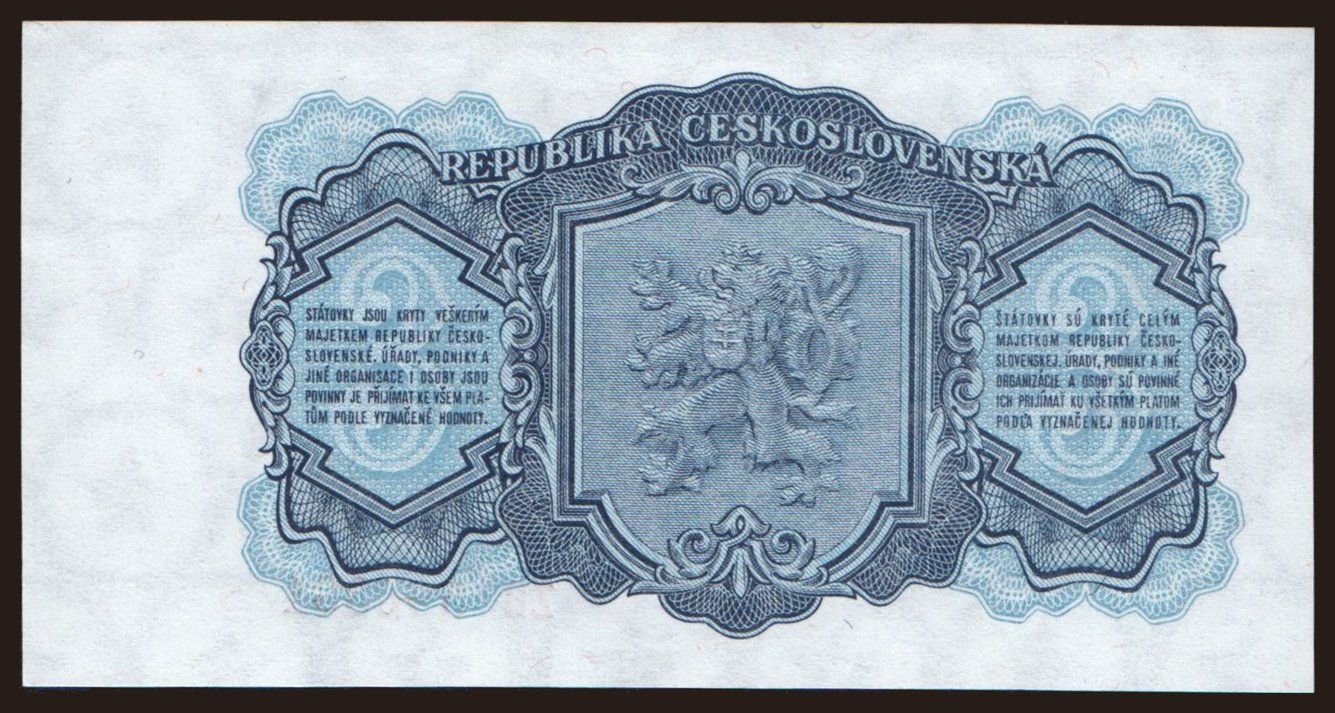 REPUBLIKA ČESKOSLOVENSKÁ
3
STÁTOVKY JSOU KRYTY VEŠKERÝM
MAJETKEM REPUBLIKY ČESKO-
SLOVENSKÉ. ÚŘADY, PODNIKY A
JINÉ ORGANISACE I OSOBY JSOU
POVINNY JE PŘIJÍMAT KE VŠEM PLA-
TŮM PODLE VYZNAČENÉ HODNOTY.
3
ŠTÁTOVKY SÚ KRYTÉ CELÝM
MAJETKOM REPUBLIKY ČESKO-
SLOVENSKEJ. ÚRADY, PODNIKY A INÉ
ORGANIZÁCIE A OSOBY SÚ POVINNÉ
ICH PRIJÍMAŤ KU VŠETKÝM PLATOM
PODĽA VYZNAČENEJ HODNOTY.